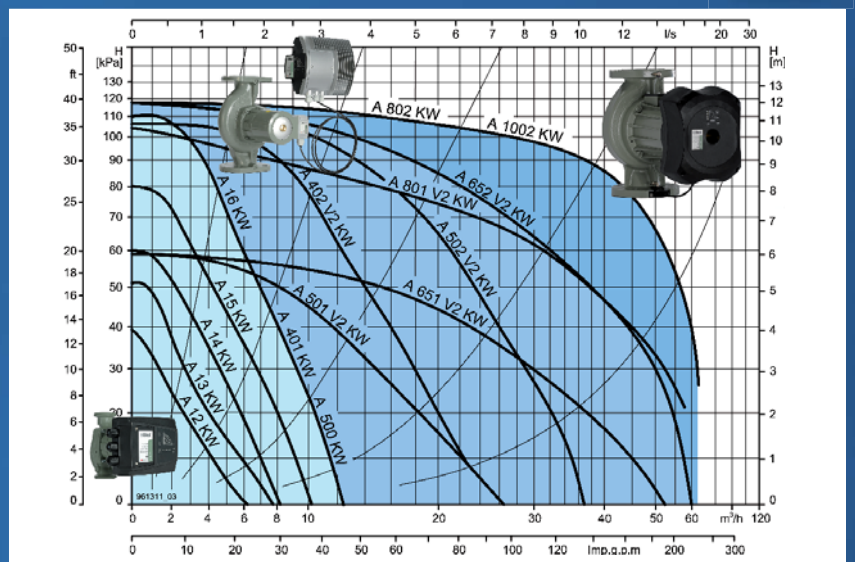 0 1 2 3 4 5 6 7 8 9 10 12 l/s 20 30
50 H
[kPa]
ft
H
[m]
130
120
110
100
90
80
70
60
50
40
30
20
0
40
35
30
25
20
18
16
14
12
10
8
6
4
2
0
13
12
11
10
9
8
7
6
5
4
3
2
1
0
A 802 KW
A 1002 KW
A 16 KW
A 402 V2 KW
A 801 V2 KW
A 652 V2 KW
A 502 V2 KW
A 15 KW
A 501 V2 KW
A 651 V2 KW
A 14 KW
A 401 KW
A 13 KW
A 12 KW
A 500 KW
961311_03
0 2 4 6 8 10 20 30 40 50 60 m³/h 120
0 10 20 30 40 50 60 80 100 120 Imp.g.p.m 200 300